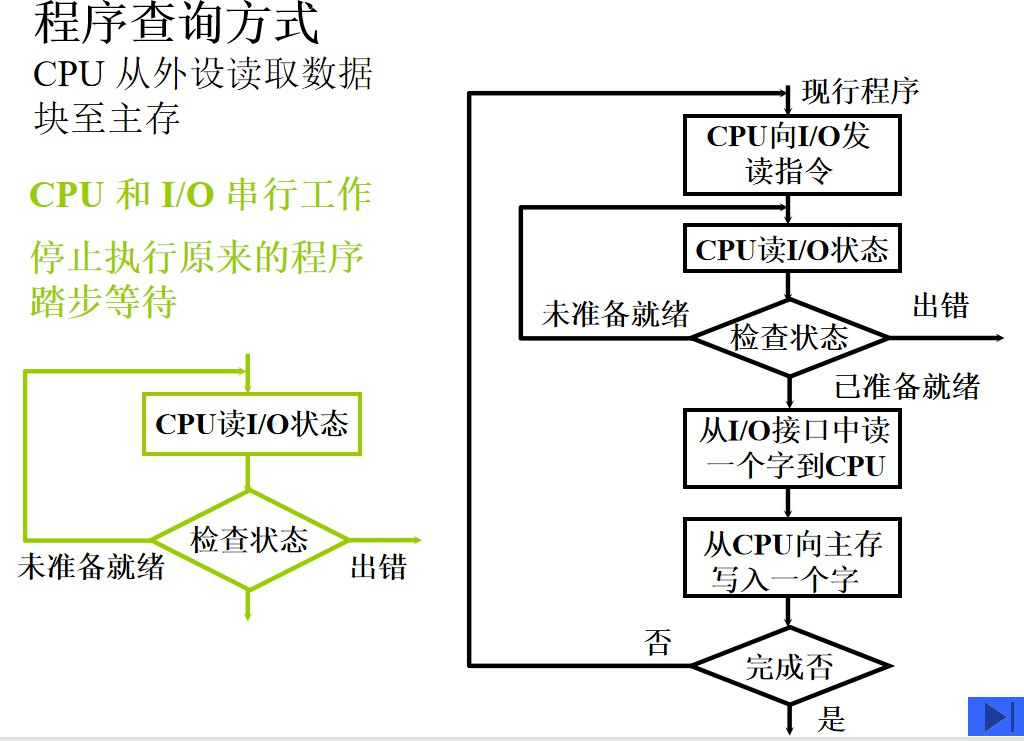 程序查询方式
CPU 从外设读取数据
块至主存
CPU 和 I/O 串行工作
停止执行原来的程序
踏步等待
CPU读I/O状态
检查状态
未准备就绪
出错
现行程序
CPU向I/O发
读指令
CPU读I/O状态
未准备就绪
检查状态
出错
已准备就绪
从I/O接口中读
一个字到CPU
从CPU向主存
写入一个字
否
完成否
是